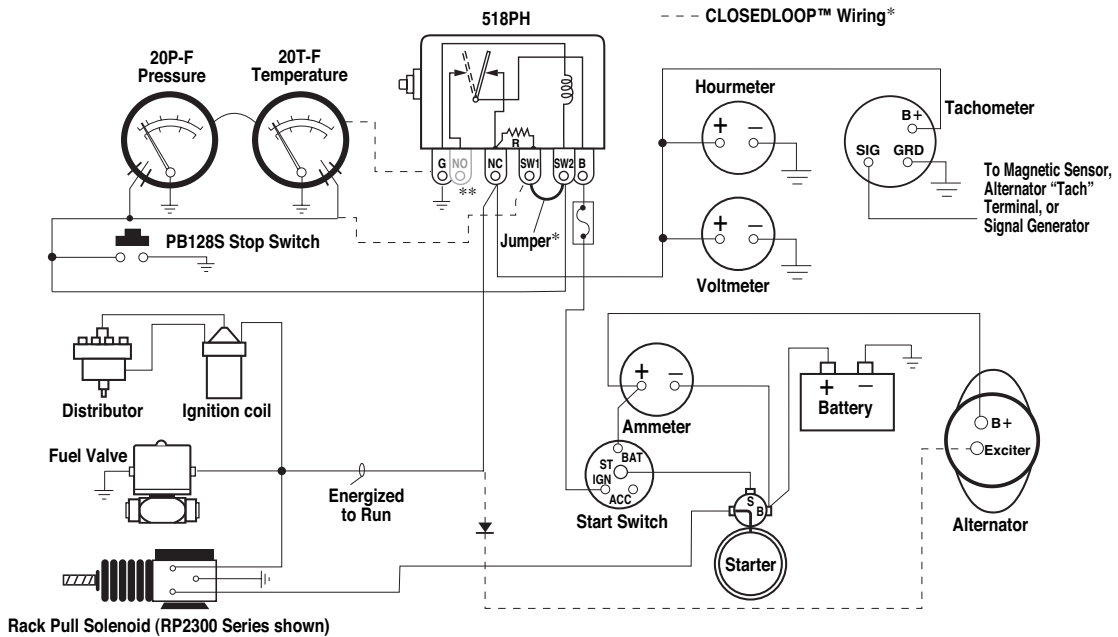 518PH
- - - - CLOSEDLOOP™ Wiring*
20P-F
Pressure
20T-F
Temperature
Hourmeter
+ −
B+
Tachometer
SIG GRD
R
G NO NC SW1 SW2 B
**
Jumper*
To Magnetic Sensor,
Alternator “Tach”
Terminal, or
Signal Generator
PB128S Stop Switch
+ −
Voltmeter
Distributor
Ignition coil
+ −
Ammeter
+ −
Battery
B+
Exciter
Alternator
Fuel Valve
Energized
to Run
ST BAT
IGN
ACC
Start Switch
S
B
Starter
Rack Pull Solenoid (RP2300 Series shown)